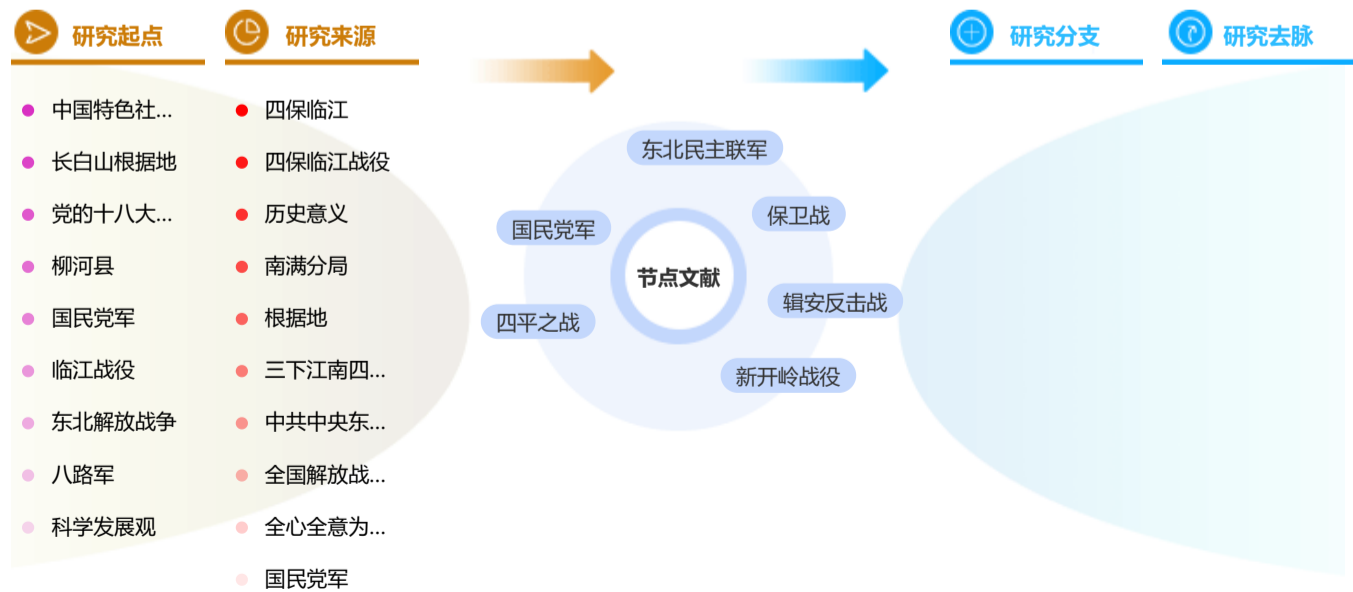 研究起点
研究来源
研究分支
研究去脉
中国特色社...
长白山根据地
党的十八大...
柳河县
国民党军
临江战役
东北解放战争
八路军
科学发展观
四保临江
四保临江战役
历史意义
南满分局
根据地
三下江南四...
中共中央东...
全国解放战...
全心全意为...
国民党军
东北民主联军
保卫战
国民党军
节点文献
辑安反击战
四平之战
新开岭战役